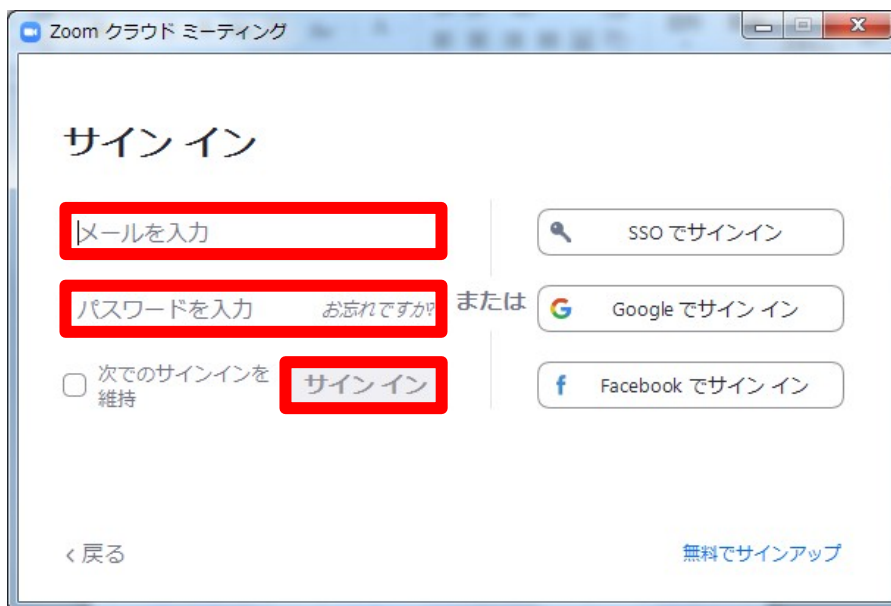 Zoom クラウド ミーティング
サイン イン
メールを入力
パスワードを入力 お忘れですか?
次でのサインインを
維持
サイン イン
または
SSO でサインイン
Google でサイン イン
Facebook でサイン イン
戻る
無料でサインアップ